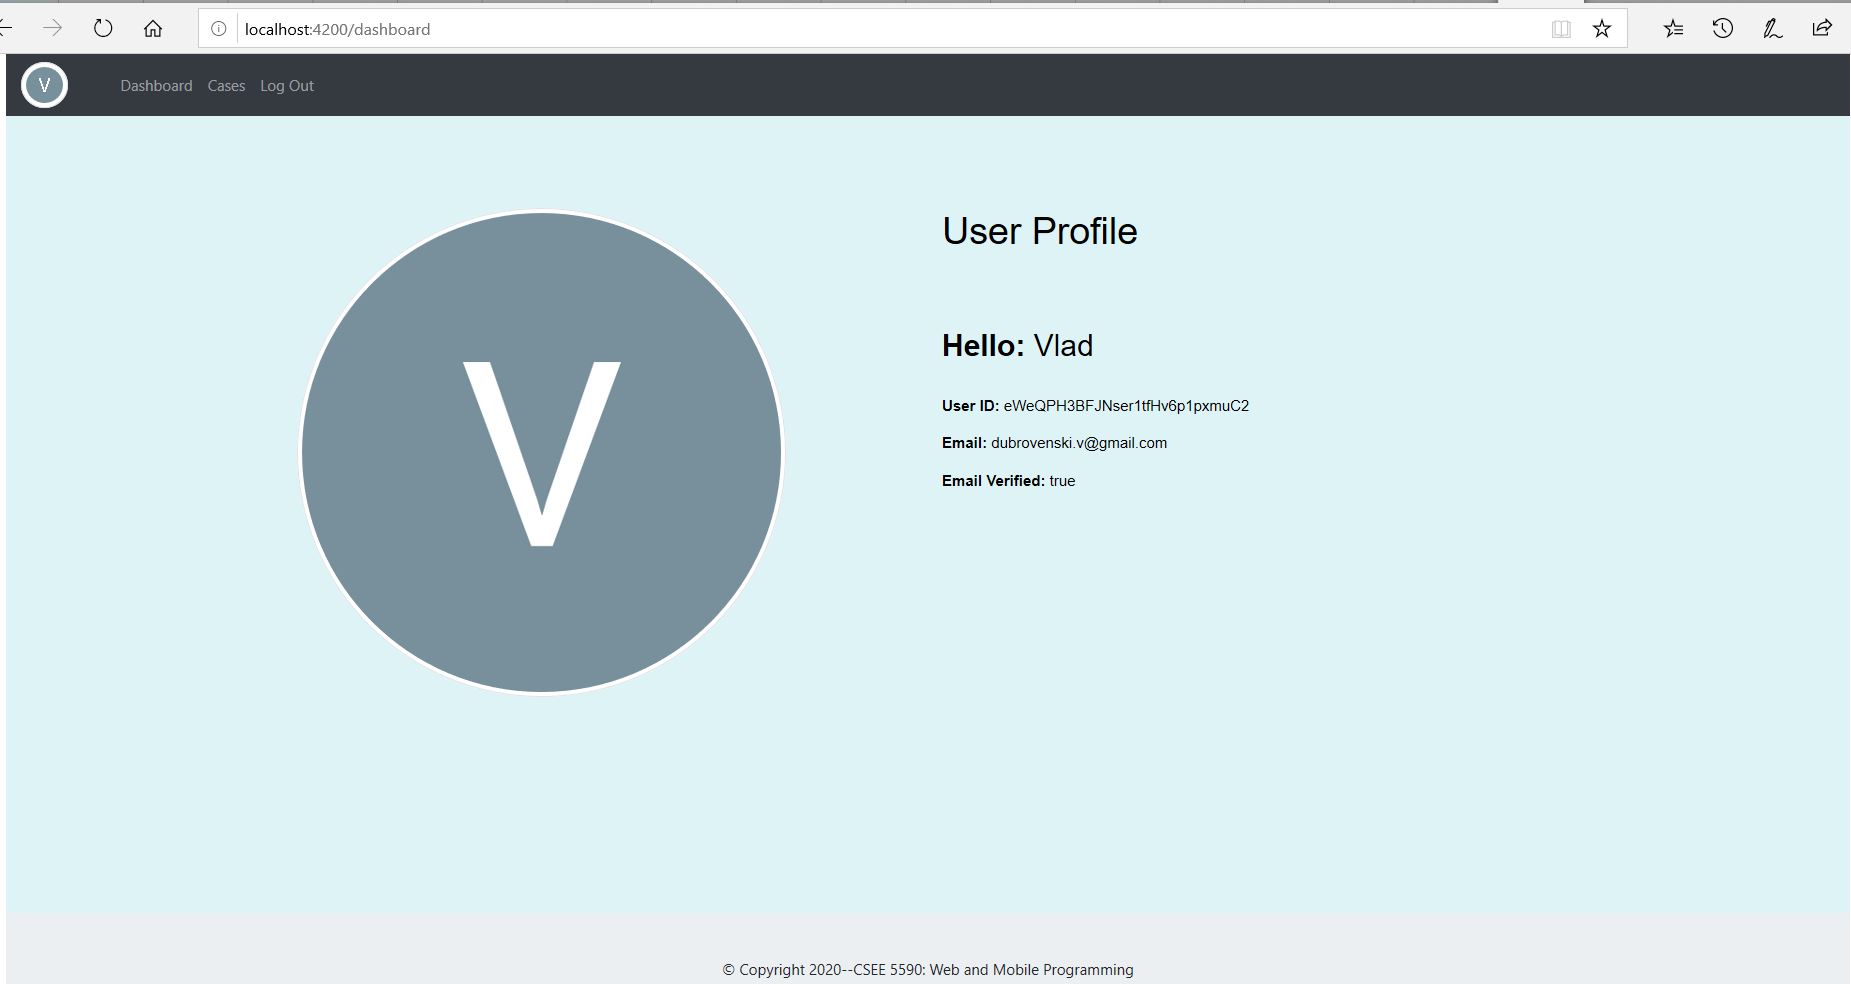 localhost:4200/dashboard
V Dashboard Cases Log Out
V
User Profile
Hello: Vlad
User ID: eWeQPH3BFJNser1tfHv6p1pxmuC2
Email: dubrovenski.v@gmail.com
Email Verified: true
© Copyright 2020--CSEE 5590: Web and Mobile Programming